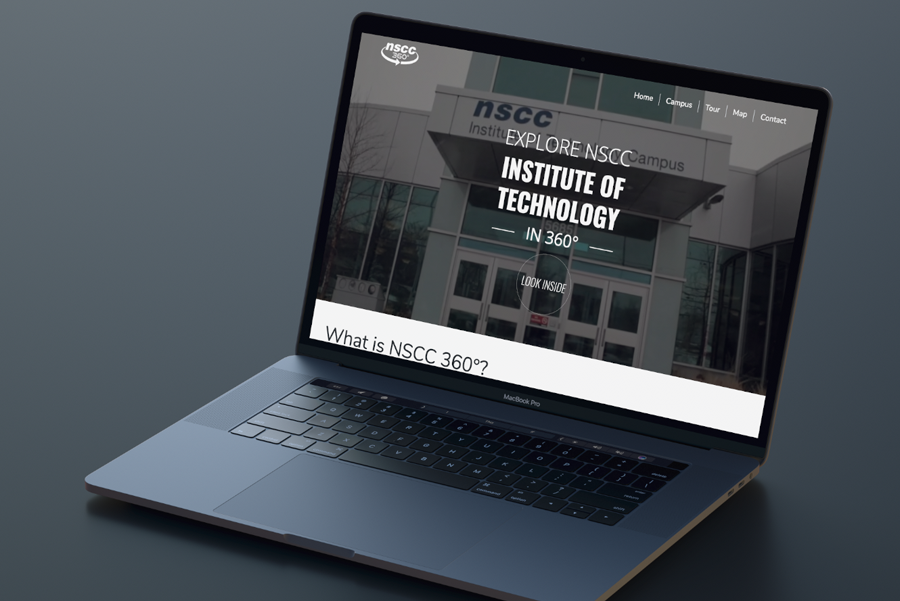 nscc
360°
Home
Campus
Tour
Map
Contact
nscc
Campus
EXPLORE NSCC
INSTITUTE OF
TECHNOLOGY
IN 360°
LOOK INSIDE
What is NSCC 360°?
MacBook Pro